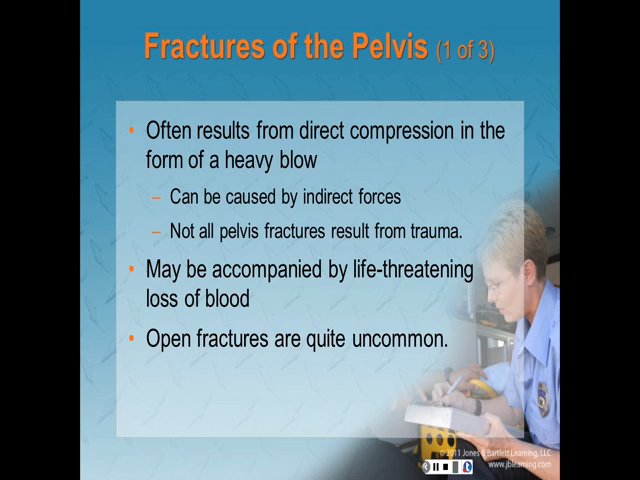 Fractures of the Pelvis (1 of 3)
• Often results from direct compression in the
form of a heavy blow
– Can be caused by indirect forces
– Not all pelvis fractures result from trauma.
• May be accompanied by life-threatening
loss of blood
• Open fractures are quite uncommon.
© 2011 Jones & Bartlett Learning, LLC
www.jblearning.com